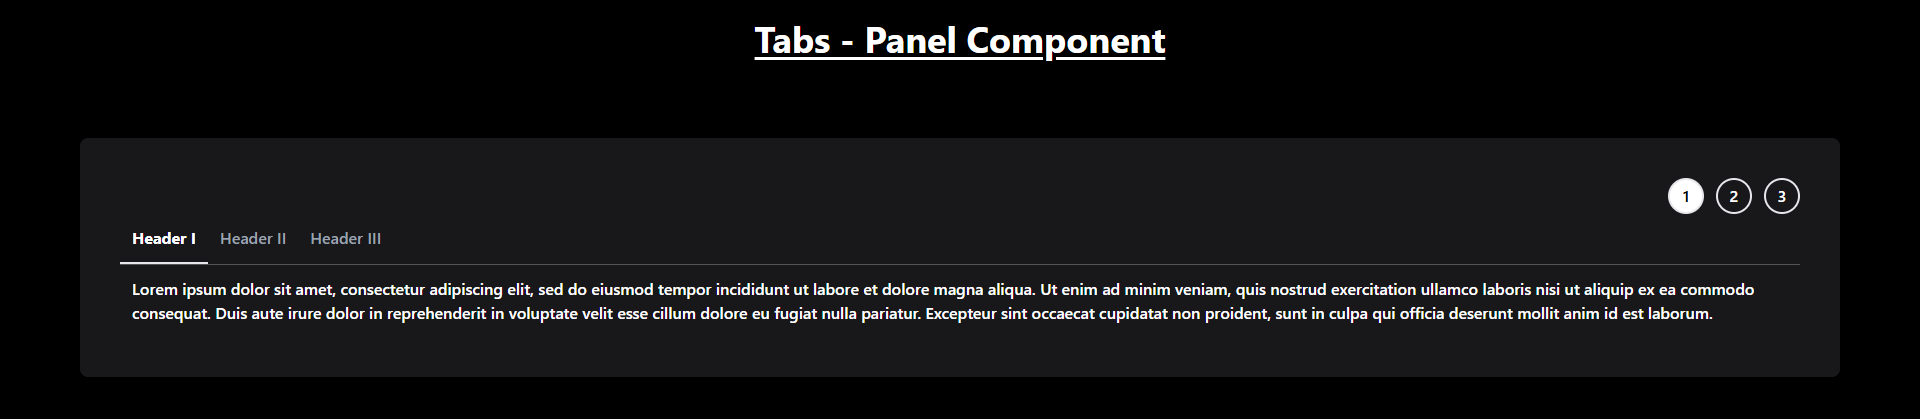 Tabs - Panel Component
1 2 3
Header I Header II Header III
Lorem ipsum dolor sit amet, consectetur adipiscing elit, sed do eiusmod tempor incididunt ut labore et dolore magna aliqua. Ut enim ad minim veniam, quis nostrud exercitation ullamco laboris nisi ut aliquip ex ea commodo
consequat. Duis aute irure dolor in reprehenderit in voluptate velit esse cillum dolore eu fugiat nulla pariatur. Excepteur sint occaecat cupidatat non proident, sunt in culpa qui officia deserunt mollit anim id est laborum.